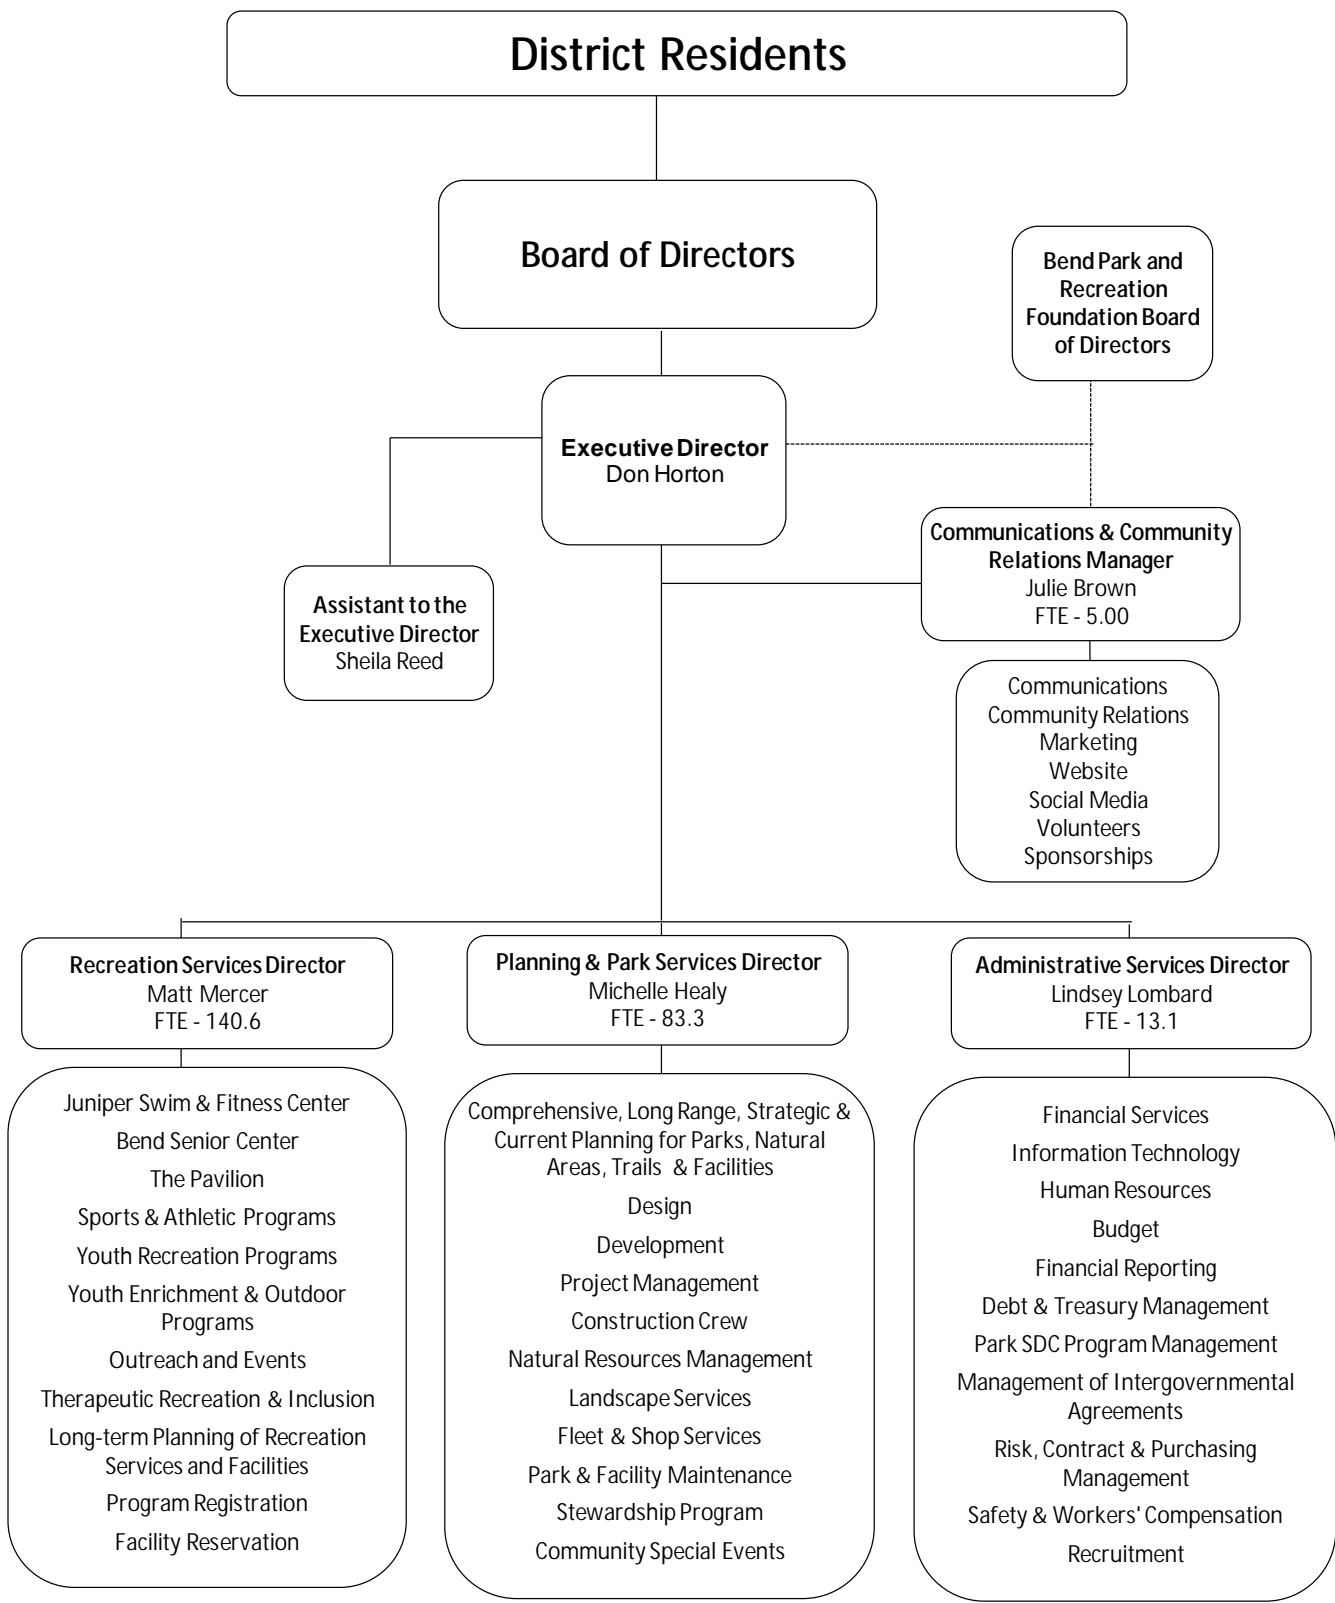 District Residents
Board of Directors
Bend Park and
Recreation
Foundation Board
of Directors
Executive Director
Don Horton
Communications & Community
Relations Manager
Julie Brown
FTE - 5.00
Assistant to the
Executive Director
Sheila Reed
Communications
Community Relations
Marketing
Website
Social Media
Volunteers
Sponsorships
Recreation Services Director
Matt Mercer
FTE - 140.6
Planning & Park Services Director
Michelle Healy
FTE - 83.3
Administrative Services Director
Lindsey Lombard
FTE - 13.1
Juniper Swim & Fitness Center
Bend Senior Center
The Pavilion
Sports & Athletic Programs
Youth Recreation Programs
Youth Enrichment & Outdoor
Programs
Outreach and Events
Therapeutic Recreation & Inclusion
Long-term Planning of Recreation
Services and Facilities
Program Registration
Facility Reservation
Comprehensive, Long Range, Strategic &
Current Planning for Parks, Natural
Areas, Trails & Facilities
Design
Development
Project Management
Construction Crew
Natural Resources Management
Landscape Services
Fleet & Shop Services
Park & Facility Maintenance
Stewardship Program
Community Special Events
Financial Services
Information Technology
Human Resources
Budget
Financial Reporting
Debt & Treasury Management
Park SDC Program Management
Management of Intergovernmental
Agreements
Risk, Contract & Purchasing
Management
Safety & Workers' Compensation
Recruitment